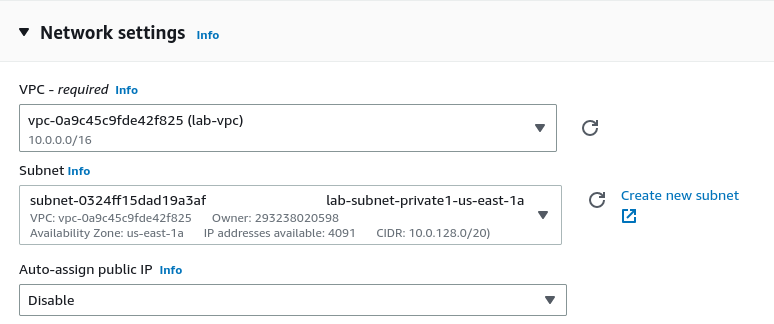 Network settings Info
VPC - required Info
vpc-0a9c45c9fde42f825 (lab-vpc)
10.0.0.0/16
Subnet Info
subnet-0324ff15dad19a3af lab-subnet-private1-us-east-1a
VPC: vpc-0a9c45c9fde42f825 Owner: 293238020598
Availability Zone: us-east-1a IP addresses available: 4091 CIDR: 10.0.128.0/20)
Create new subnet
Auto-assign public IP Info
Disable